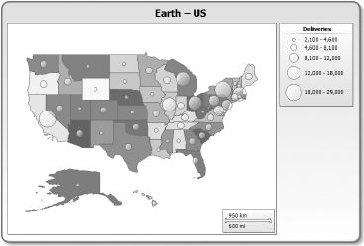 Earth – US
Deliveries
2,100 - 4,600
4,600 - 8,100
8,100 - 12,000
12,000 - 18,000
18,000 - 29,000
950 km
600 mi